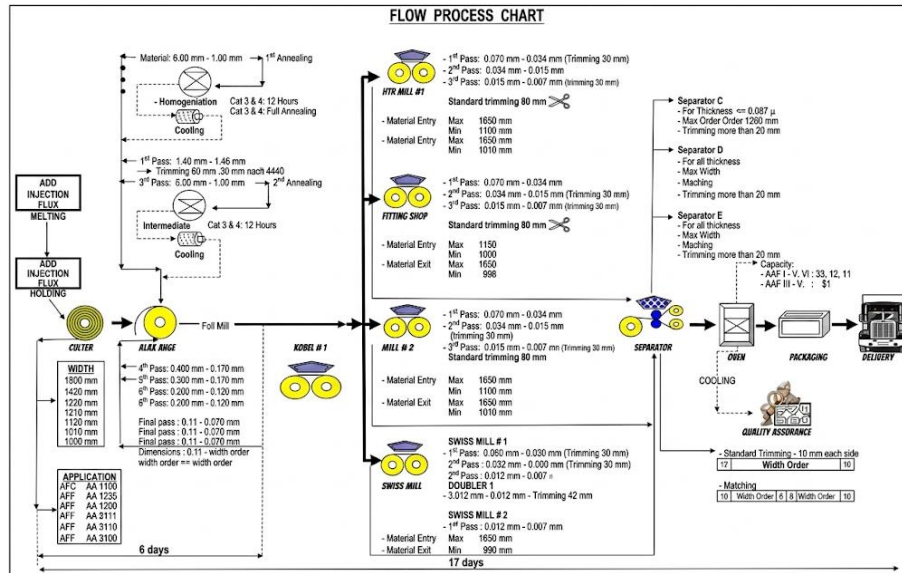 FLOW PROCESS CHART
Material: 6.00 mm - 1.00 mm
1st Annealing
- Homogeniation
Cat 3 & 4: 12 Hours
Cat 3 & 4: Full Annealing
Cooling
1st Pass: 1.40 mm - 1.46 mm
Trimming 60 mm .30 mm nach 4440
3rd Pass: 6.00 mm - 1.00 mm
2nd Annealing
Intermediate
Cat 3 & 4: 12 Hours
Cooling
ADD
INJECTION
FLUX
MELTING
ADD
INJECTION
FLUX
HOLDING
CULTER
ALAK ANGE
Foll Mill
KOBEL # 1
WIDTH
1800 mm
1420 mm
1220 mm
1210 mm
1120 mm
1010 mm
1000 mm
APPLICATION
AFC AA 1100
AFF AA 1235
AFF AA 1200
AFF AA 3111
AFF AA 3110
AFF AA 3100
4th Pass: 0.400 mm - 0.170 mm
5th Pass: 0.300 mm - 0.170 mm
6th Pass: 0.200 mm - 0.120 mm
6th Pass: 0.200 mm - 0.120 mm
Final pass : 0.11 - 0.070 mm
Final pass : 0.11 - 0.070 mm
Final pass : 0.11 - 0.070 mm
Dimensions : 0.11 - width order
width order == width order
HTR MILL #1
- 1st Pass: 0.070 mm - 0.034 mm (Trimming 30 mm)
- 2nd Pass: 0.034 mm - 0.015 mm
- 3rd Pass: 0.015 mm - 0.007 mm (trimming 30 mm)
Standard trimming 80 mm
- Material Entry Max 1650 mm
Min 1100 mm
- Material Entry Max 1650 mm
Min 1010 mm
FITTING SHOP
- 1st Pass: 0.070 mm - 0.034
- 2nd Pass: 0.034 mm - 0.015 mm (Trimming 30 mm)
- 3rd Pass: 0.015 mm - 0.007 (trimming 30 mm)
Standard trimming 80 mm
- Material Entry Max 1150
Min 1000
- Material Exit Max 1650
Min 998
MILL # 2
- 1st Pass: 0.070 mm - 0.034
- 2nd Pass: 0.034 mm - 0.015 mm
(trimming 30 mm)
- 3rd Pass: 0.015 mm - 0.007 mm (Trimming 30 mm)
Standard trimming 80 mm
- Material Entry Max 1650 mm
Min 1100 mm
- Material Exit Max 1650 mm
Min 1010 mm
SWISS MILL
SWISS MILL # 1
- 1st Pass: 0.060 mm - 0.030 mm (Trimming 30 mm)
2nd Pass: 0.032 mm - 0.000 mm (Trimming 30 mm)
2nd Pass : 0.012 mm - 0.007
DOUBLER 1
- 3.012 mm - 0.012 mm - Trimming 42 mm
SWISS MILL # 2
- 1st Pass : 0.012 mm - 0.007 mm
- Material Entry Max 1650 mm
- Material Exit Min 990 mm
Separator C
- For Thickness <= 0.087 µ
- Max Order Order 1260 mm
- Trimming more than 20 mm
Separator D
- For all thickness
- Max Width
- Maching
- Trimming more than 20 mm
Separator E
- For all thickness
- Max Width
- Maching
- Trimming more than 20 mm
Capacity:
- AAF I - V. VI : 33, 12, 11
- AAF III - V. : $1
SEPARATOR
OVEN
PACKAGING
DELIVERY
COOLING
QUALITY ASSORANCE
- Standard Trimming - 10 mm each side
17 Width Order 10
- Matching
10 Width Order 6 8 Width Order 10
6 days
17 days